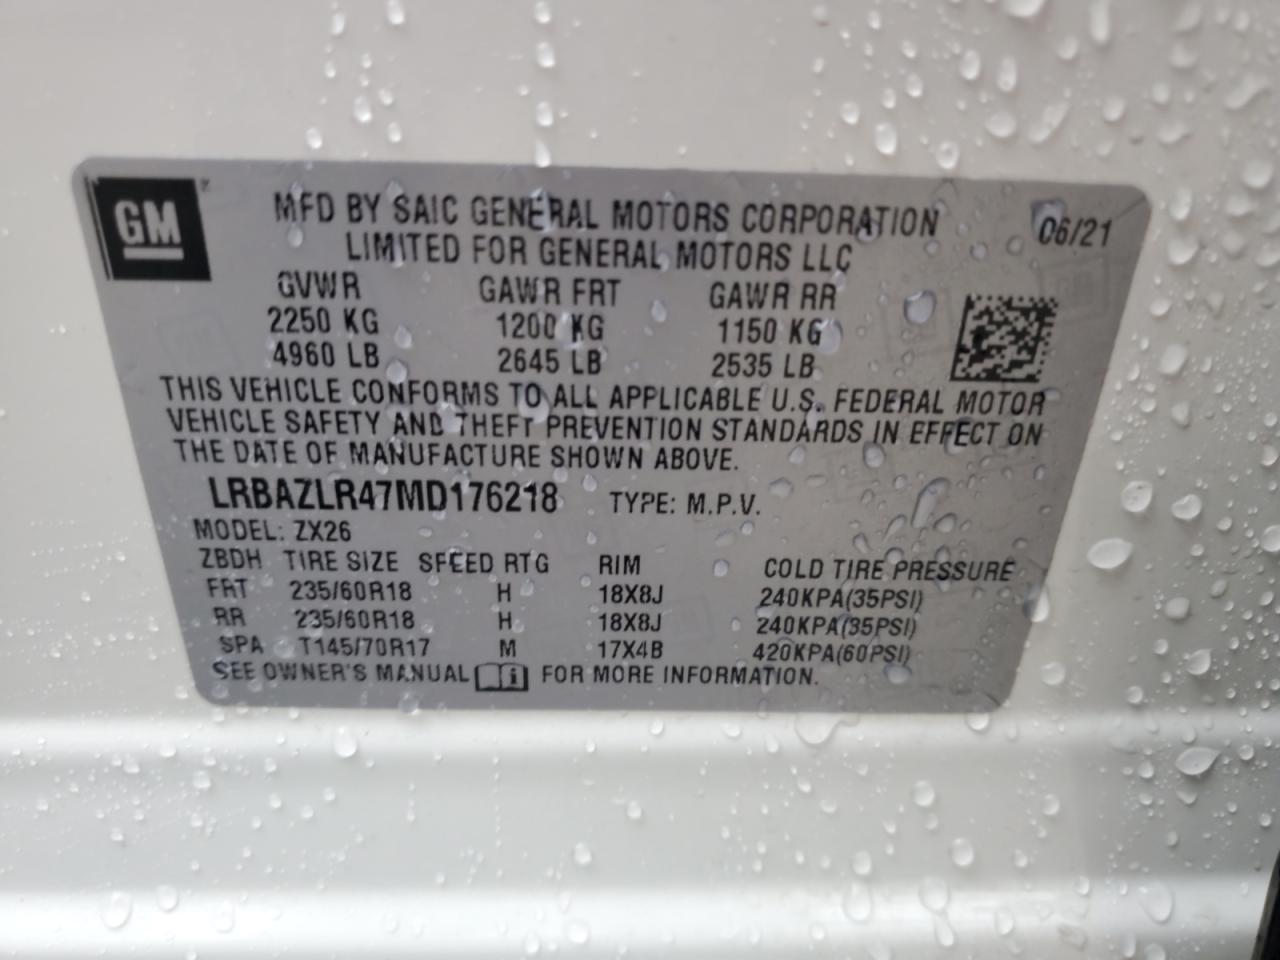 GM
MFD BY SAIC GENERAL MOTORS CORPORATION 06/21
LIMITED FOR GENERAL MOTORS LLC
GVWR GAWR FRT GAWR RR
2250 KG 1200 KG 1150 KG
4960 LB 2645 LB 2535 LB
THIS VEHICLE CONFORMS TO ALL APPLICABLE U.S. FEDERAL MOTOR
VEHICLE SAFETY AND THEFT PREVENTION STANDARDS IN EFFECT ON
THE DATE OF MANUFACTURE SHOWN ABOVE.
LRBAZLR47MD176218 TYPE: M.P.V.
MODEL: ZX26
ZBDH TIRE SIZE SPEED RTG RIM COLD TIRE PRESSURE
FRT 235/60R18 H 18X8J 240KPA(35PSI)
RR 235/60R18 H 18X8J 240KPA(35PSI)
SPA T145/70R17 M 17X4B 420KPA(60PSI)
SEE OWNER'S MANUAL i FOR MORE INFORMATION.